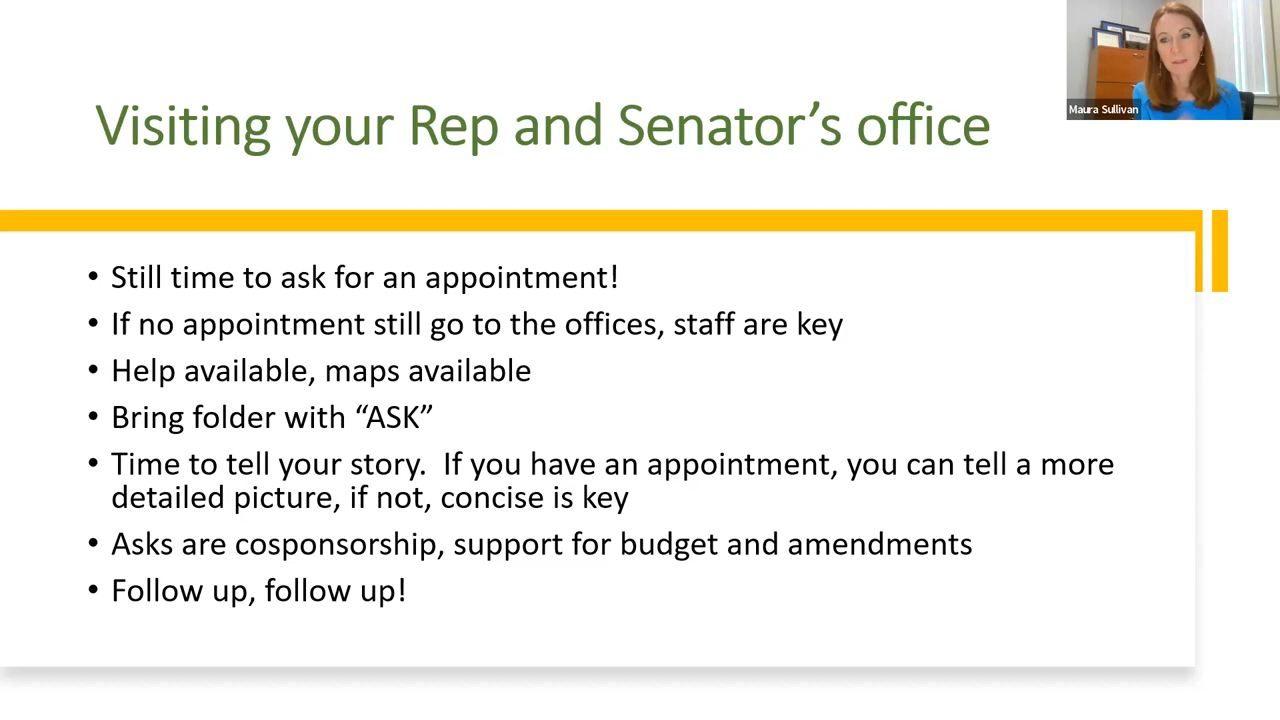 Maura Sullivan
Visiting your Rep and Senator’s office
• Still time to ask for an appointment!
• If no appointment still go to the offices, staff are key
• Help available, maps available
• Bring folder with “ASK”
• Time to tell your story.  If you have an appointment, you can tell a more
detailed picture, if not, concise is key
• Asks are cosponsorship, support for budget and amendments
• Follow up, follow up!